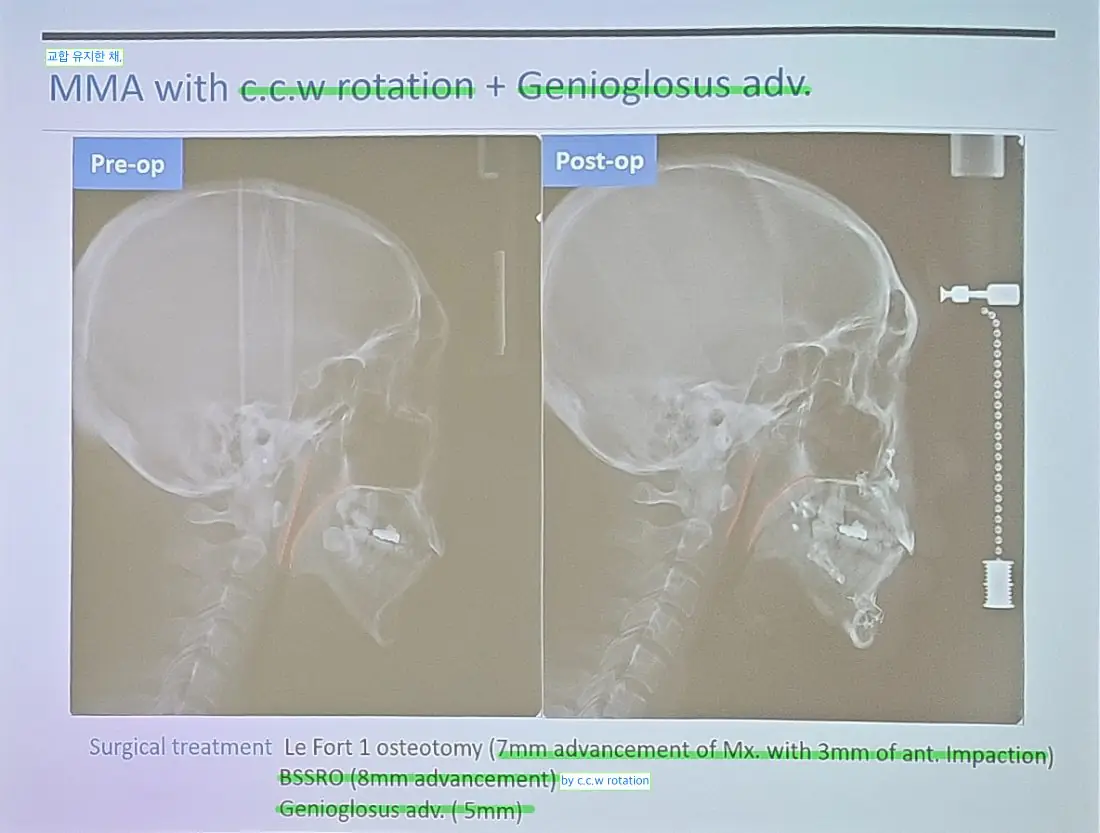 교합 유지한 채,
MMA with c.c.w rotation + Genioglosus adv.
Pre-op
Post-op
Surgical treatment Le Fort 1 osteotomy (7mm advancement of Mx. with 3mm of ant. Impaction)
BSSRO (8mm advancement) by c.c.w rotation
Genioglosus adv. ( 5mm)